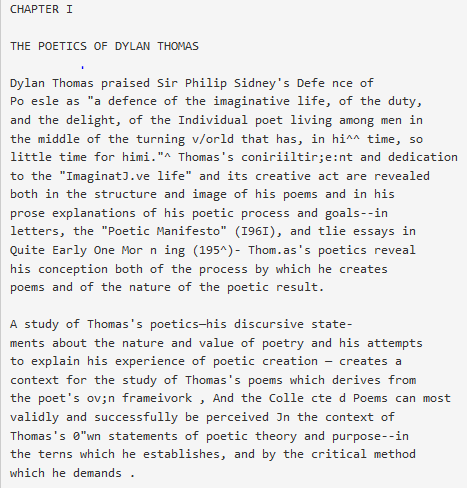 CHAPTER I
THE POETICS OF DYLAN THOMAS
Dylan Thomas praised Sir Philip Sidney's Defe nce of
Po esle as "a defence of the imaginative life, of the duty,
and the delight, of the Individual poet living among men in
the middle of the turning v/orld that has, in hi^^ time, so
little time for himi."^ Thomas's coniriiltir;e:nt and dedication
to the "ImaginatJ.ve life" and its creative act are revealed
both in the structure and image of his poems and in his
prose explanations of his poetic process and goals--in
letters, the "Poetic Manifesto" (I96I), and tlie essays in
Quite Early One Mor n ing (195^)- Thom.as's poetics reveal
his conception both of the process by which he creates
poems and of the nature of the poetic result.
A study of Thomas's poetics—his discursive state-
ments about the nature and value of poetry and his attempts
to explain his experience of poetic creation — creates a
context for the study of Thomas's poems which derives from
the poet's ov;n frameivork , And the Colle cte d Poems can most
validly and successfully be perceived Jn the context of
Thomas's 0"wn statements of poetic theory and purpose--in
the terns which he establishes, and by the critical method
which he demands .